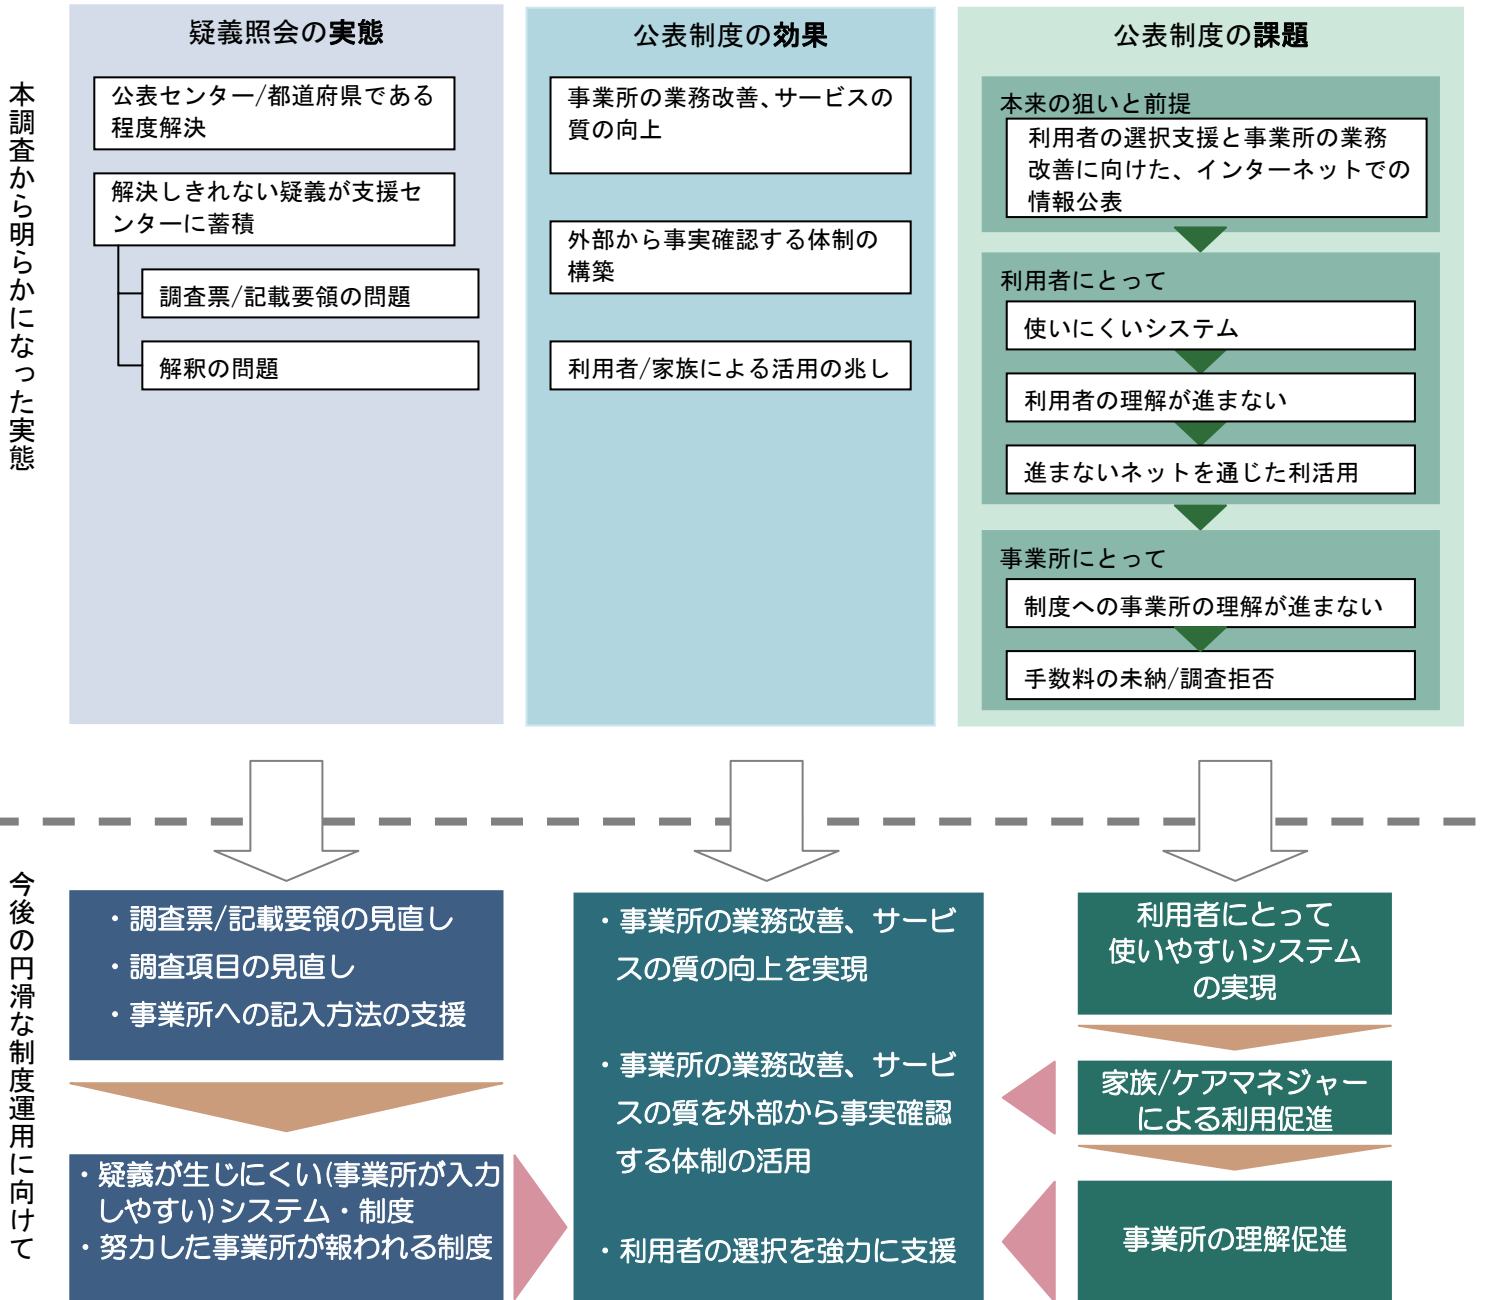 本調査から明らかになった実態
疑義照会の実態
公表センター/都道府県である
程度解決
解決しきれない疑義が支援セ
ンターに蓄積
調査票/記載要領の問題
解釈の問題
公表制度の効果
事業所の業務改善、サービスの
質の向上
外部から事実確認する体制の
構築
利用者/家族による活用の兆し
公表制度の課題
本来の狙いと前提
利用者の選択支援と事業所の業務
改善に向けた、インターネットでの
情報公表
利用者にとって
使いにくいシステム
利用者の理解が進まない
進まないネットを通じた利活用
事業所にとって
制度への事業所の理解が進まない
手数料の未納/調査拒否
今後の円滑な制度運用に向けて
・調査票/記載要領の見直し
・調査項目の見直し
・事業所への記入方法の支援
・疑義が生じにくい(事業所が入力
しやすい)システム・制度
・努力した事業所が報われる制度
・事業所の業務改善、サービ
スの質の向上を実現
・事業所の業務改善、サービ
スの質を外部から事実確認
する体制の活用
・利用者の選択を強力に支援
利用者にとって
使いやすいシステム
の実現
家族/ケアマネジャー
による利用促進
事業所の理解促進